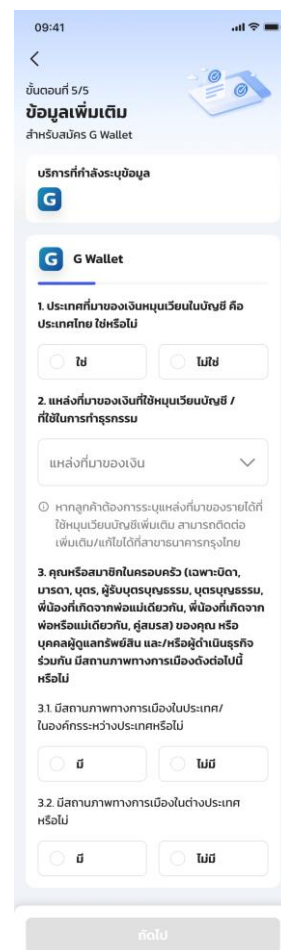 09:41
ขั้นตอนที่ 5/5
ข้อมูลเพิ่มเติม
สำหรับสมัคร G Wallet
บริการที่กำลังระบุข้อมูล
G
G G Wallet
1. ประเทศที่มาของเงินหมุนเวียนในบัญชี คือ
ประเทศไทย ใช่หรือไม่
ใช่ ไม่ใช่
2. แหล่งที่มาของเงินที่ใช้หมุนเวียนบัญชี /
ที่ใช้ในการทำธุรกรรม
แหล่งที่มาของเงิน
หากลูกค้าต้องการระบุแหล่งที่มาของรายได้ที่
ใช้หมุนเวียนบัญชีเพิ่มเติม สามารถติดต่อ
เพิ่มเติม/แก้ไขได้ที่สาขาธนาคารกรุงไทย
3. คุณหรือสมาชิกในครอบครัว (เฉพาะบิดา,
มารดา, บุตร, ผู้รับบุตรบุญธรรม, บุตรบุญธรรม,
พี่น้องที่เกิดจากพ่อแม่เดียวกัน, พี่น้องที่เกิดจาก
พ่อหรือแม่เดียวกัน, คู่สมรส) ของคุณ หรือ
บุคคลผู้ดูแลทรัพย์สิน และ/หรือผู้ดำเนินธุรกิจ
ร่วมกัน มีสถานภาพทางการเมืองดังต่อไปนี้
หรือไม่
3.1. มีสถานภาพทางการเมืองในประเทศ/
ในองค์กรระหว่างประเทศหรือไม่
มี ไม่มี
3.2. มีสถานภาพทางการเมืองในต่างประเทศ
หรือไม่
มี ไม่มี
ถัดไป